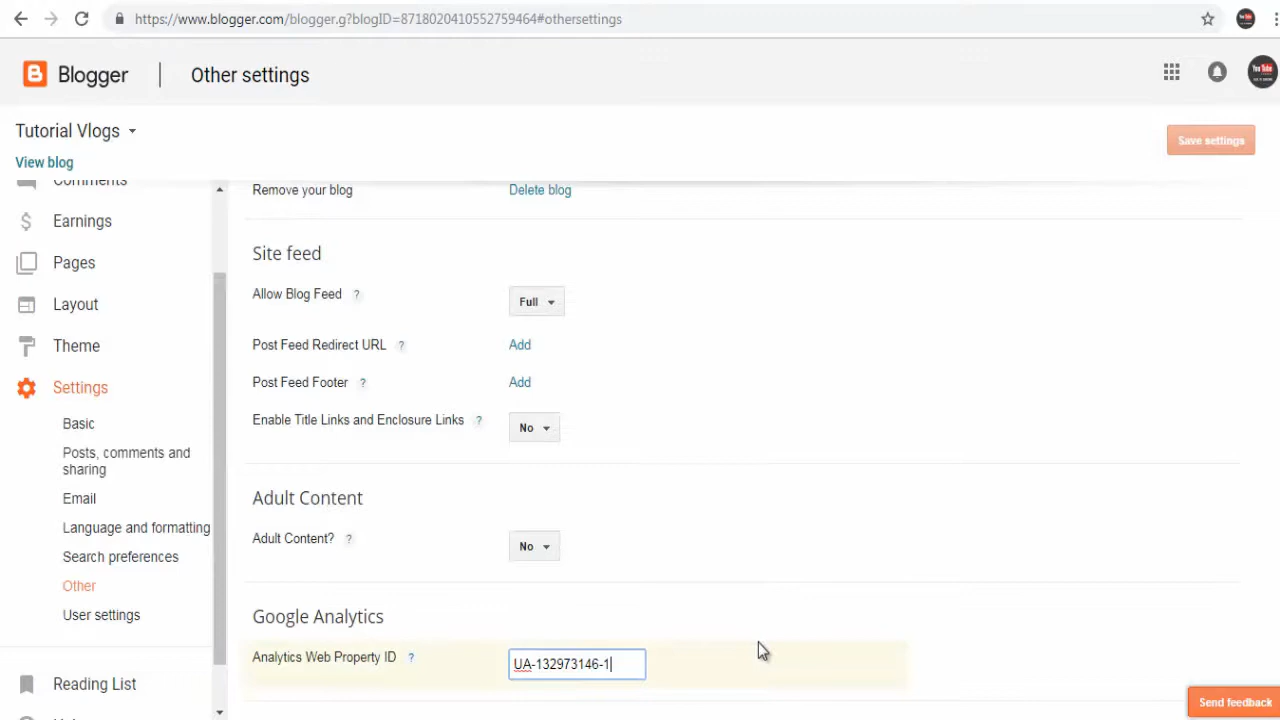 https://www.blogger.com/blogger.g?blogID=8718020410552759464#othersettings
Blogger
Other settings
Tutorial Vlogs
View blog
Save settings
Comments
Earnings
Pages
Layout
Theme
Settings
Basic
Posts, comments and
sharing
Email
Language and formatting
Search preferences
Other
User settings
Reading List
Remove your blog
Delete blog
Site feed
Allow Blog Feed ?
Full
Post Feed Redirect URL ?
Add
Post Feed Footer ?
Add
Enable Title Links and Enclosure Links ?
No
Adult Content
Adult Content? ?
No
Google Analytics
Analytics Web Property ID ?
UA-132973146-1
Send feedback